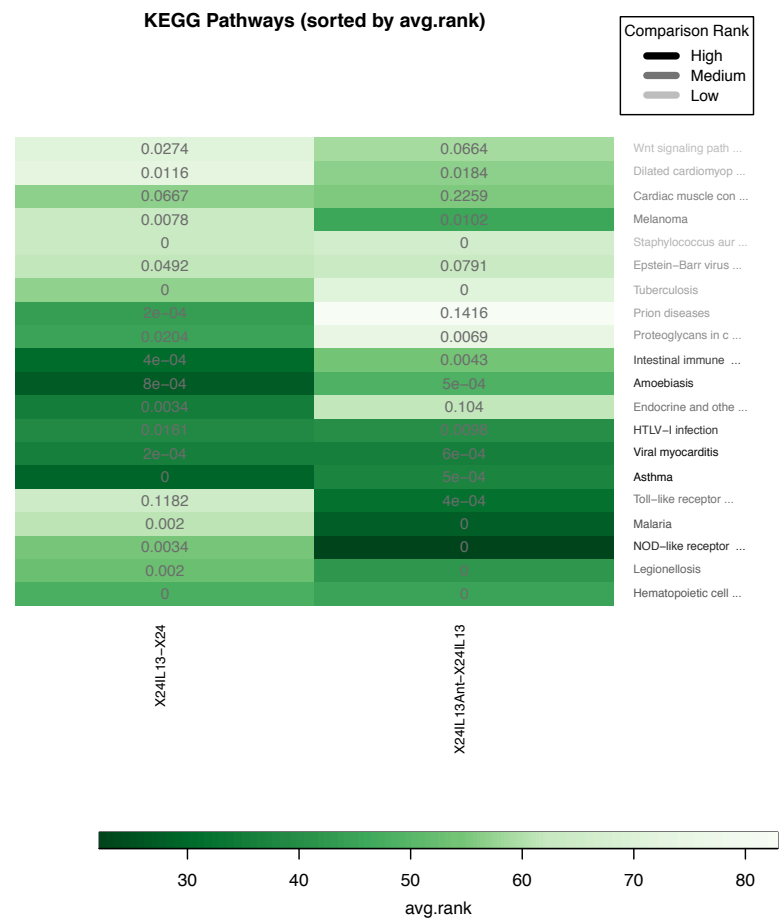 KEGG Pathways (sorted by avg.rank)
Comparison Rank
High
Medium
Low
0.0274 0.0664 Wnt signaling path ...
0.0116 0.0184 Dilated cardiomyop ...
0.0667 0.2259 Cardiac muscle con ...
0.0078 0.0102 Melanoma
0 0 Staphylococcus aur ...
0.0492 0.0791 Epstein−Barr virus ...
0 0 Tuberculosis
2e−04 0.1416 Prion diseases
0.0204 0.0069 Proteoglycans in c ...
4e−04 0.0043 Intestinal immune ...
8e−04 5e−04 Amoebiasis
0.0034 0.104 Endocrine and othe ...
0.0161 HTLV−I infection
2e−04 6e−04 Viral myocarditis
0 5e−04 Asthma
0.1182 4e−04 Toll−like receptor ...
0.002 0 Malaria
0.0034 0 NOD−like receptor ...
0.002 0 Legionellosis
0 0 Hematopoietic cell ...
X24IL13−X24
X24IL13Ant−X24IL13
30 40 50 60 70 80
avg.rank